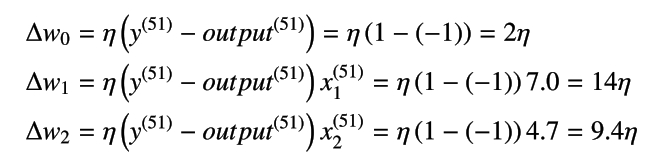 Δw₀ = η(y⁽⁵¹⁾ − output⁽⁵¹⁾) = η(1 − (−1)) = 2η
Δw₁ = η(y⁽⁵¹⁾ − output⁽⁵¹⁾) x₁⁽⁵¹⁾ = η(1 − (−1)) 7.0 = 14η
Δw₂ = η(y⁽⁵¹⁾ − output⁽⁵¹⁾) x₂⁽⁵¹⁾ = η(1 − (−1)) 4.7 = 9.4η